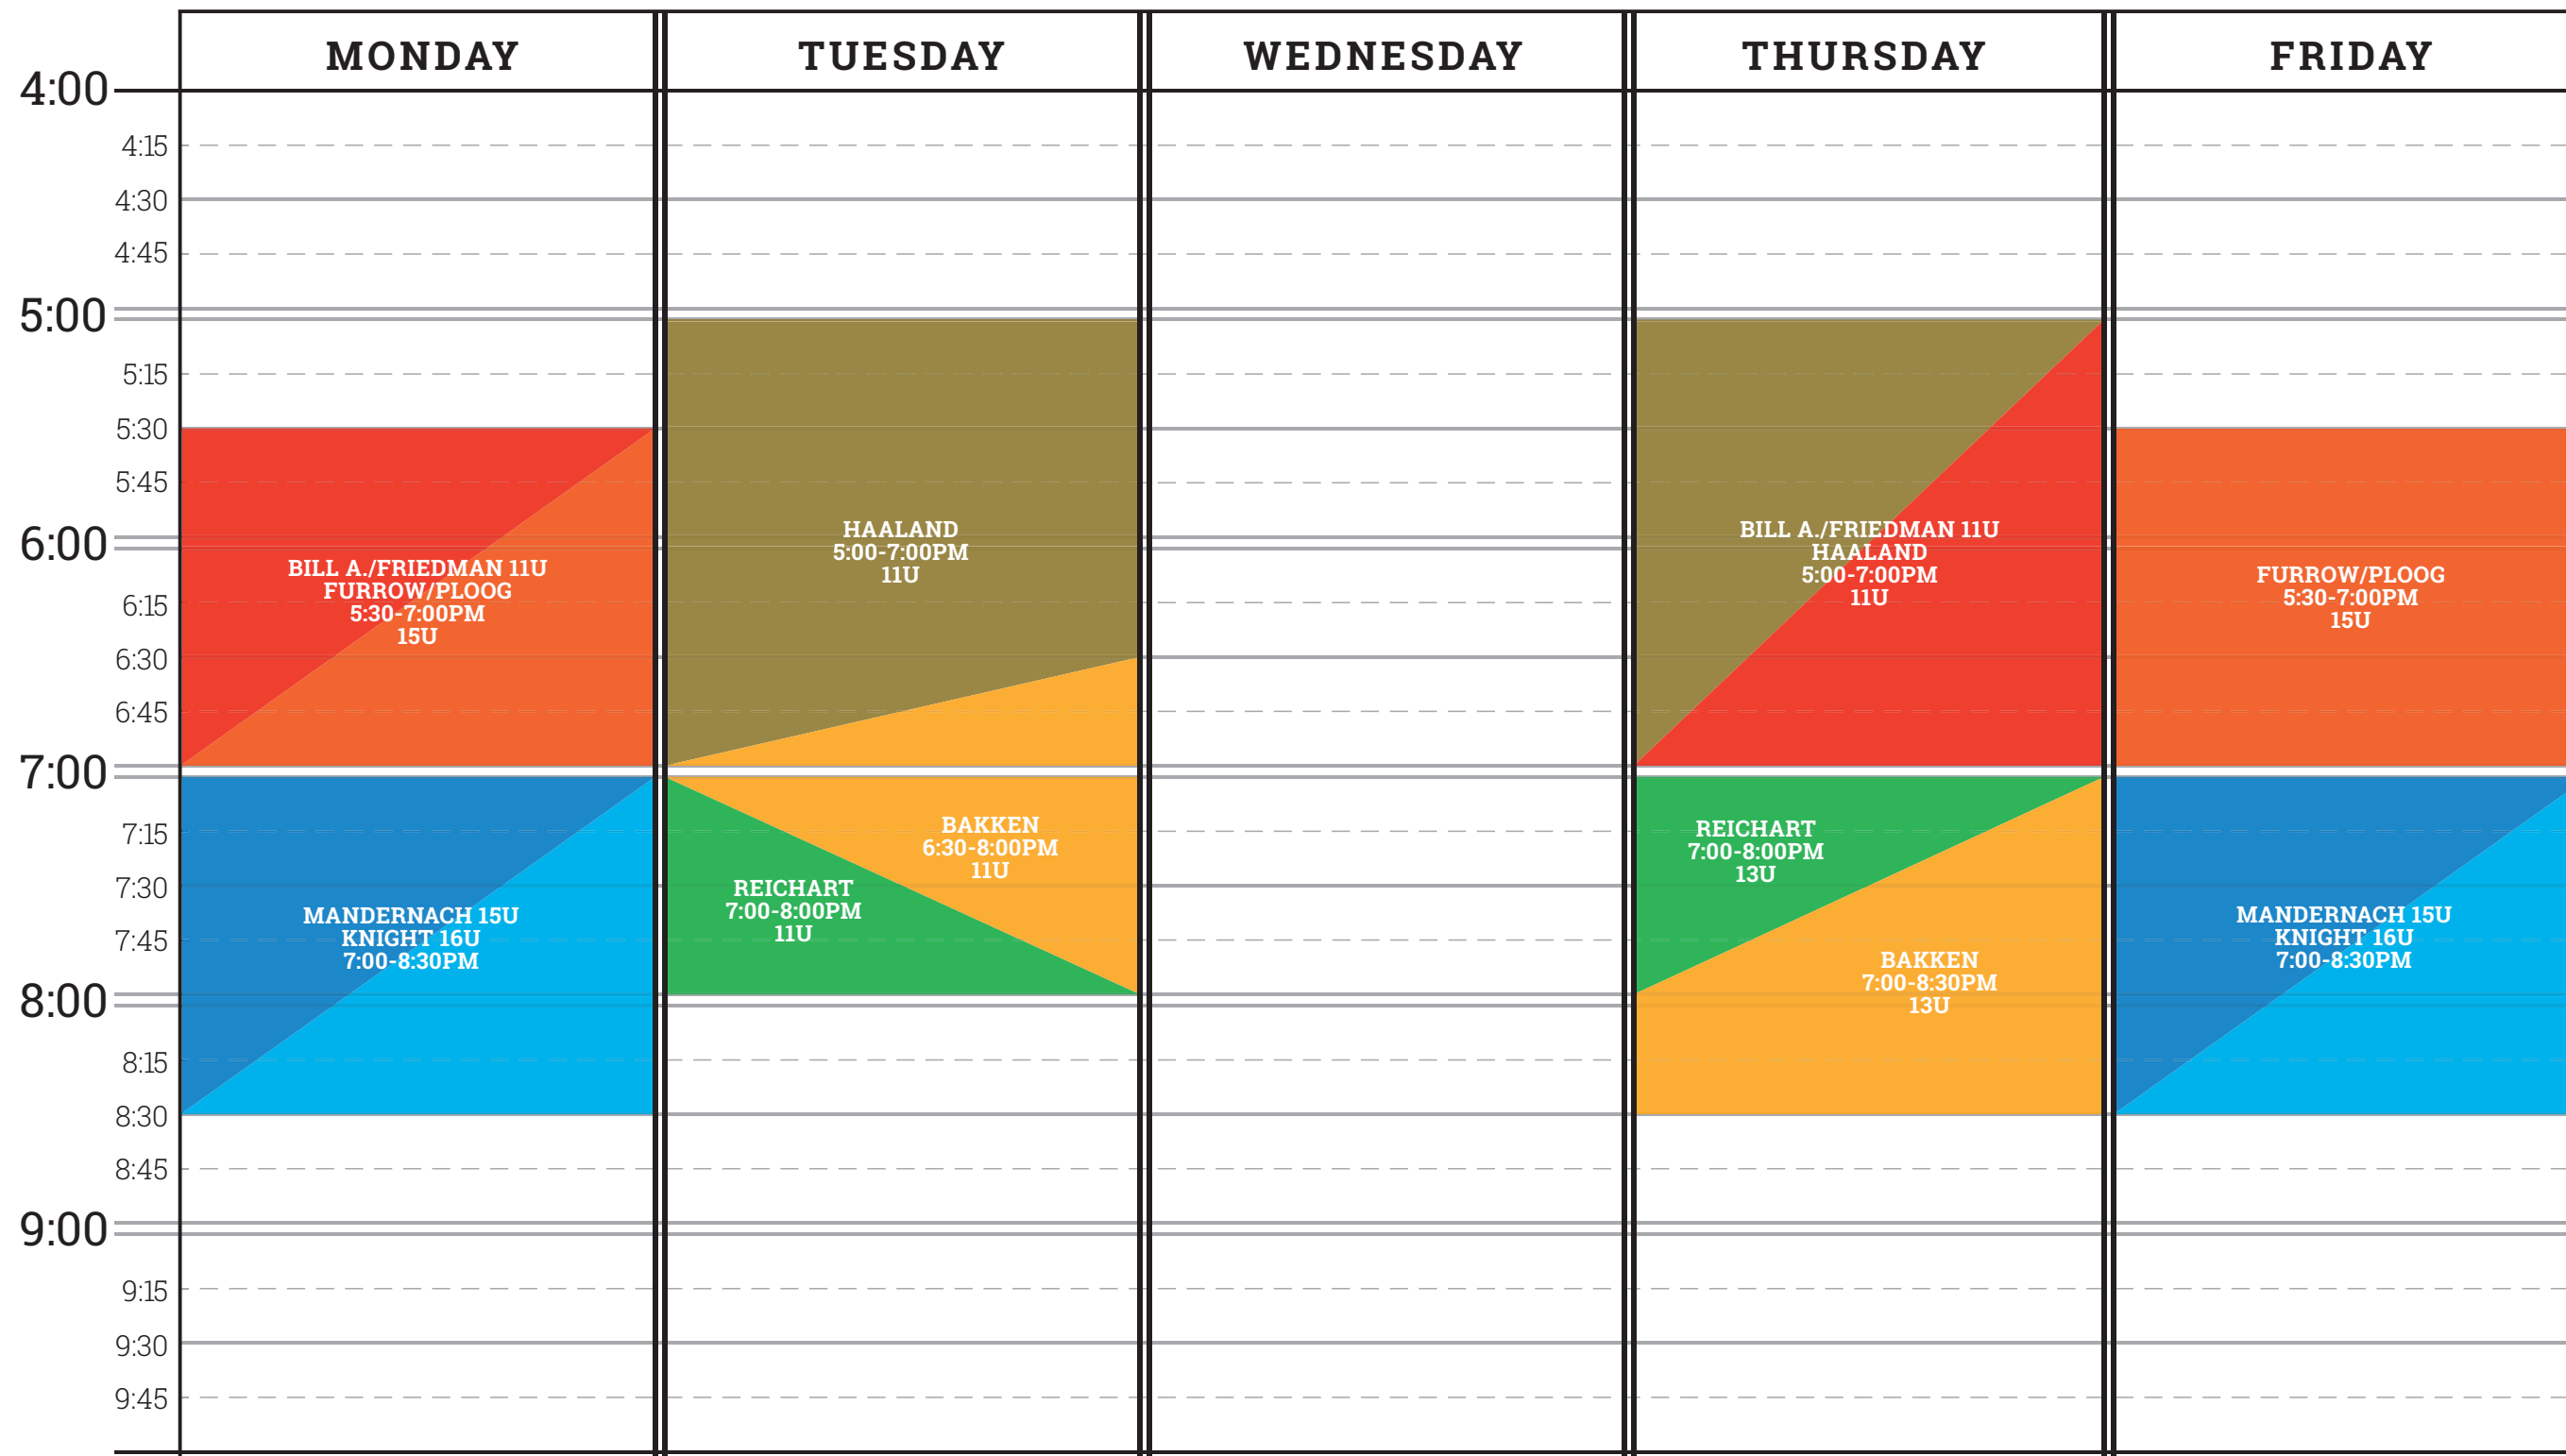 MONDAY
TUESDAY
WEDNESDAY
THURSDAY
FRIDAY
4:00
4:15
4:30
4:45
5:00
5:15
5:30
5:45
6:00
6:15
6:30
6:45
7:00
7:15
7:30
7:45
8:00
8:15
8:30
8:45
9:00
9:15
9:30
9:45
BILL A./FRIEDMAN 11U
FURROW/PLOOG
5:30-7:00PM
15U
MANDERNACH 15U
KNIGHT 16U
7:00-8:30PM
HAALAND
5:00-7:00PM
11U
BAKKEN
6:30-8:00PM
11U
REICHART
7:00-8:00PM
11U
BILL A./FRIEDMAN 11U
HAALAND
5:00-7:00PM
11U
REICHART
7:00-8:00PM
13U
BAKKEN
7:00-8:30PM
13U
FURROW/PLOOG
5:30-7:00PM
15U
MANDERNACH 15U
KNIGHT 16U
7:00-8:30PM